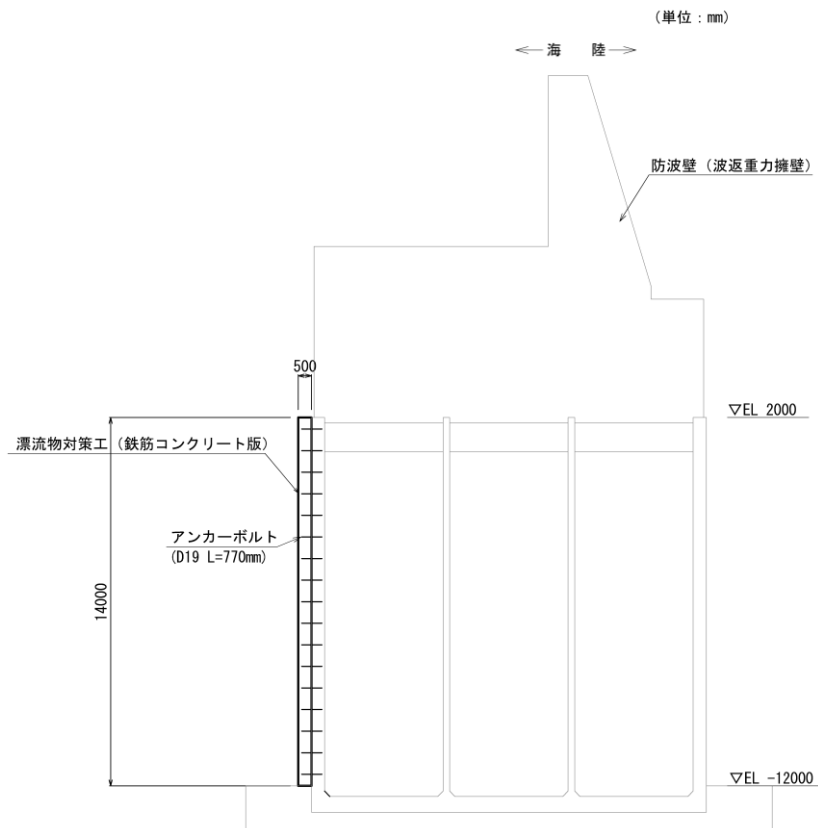 (単位：mm)
海 陸
防波壁（波返重力擁壁）
500
▽EL 2000
漂流物対策工（鉄筋コンクリート版）
アンカーボルト
(D19 L=770mm)
14000
▽EL -12000